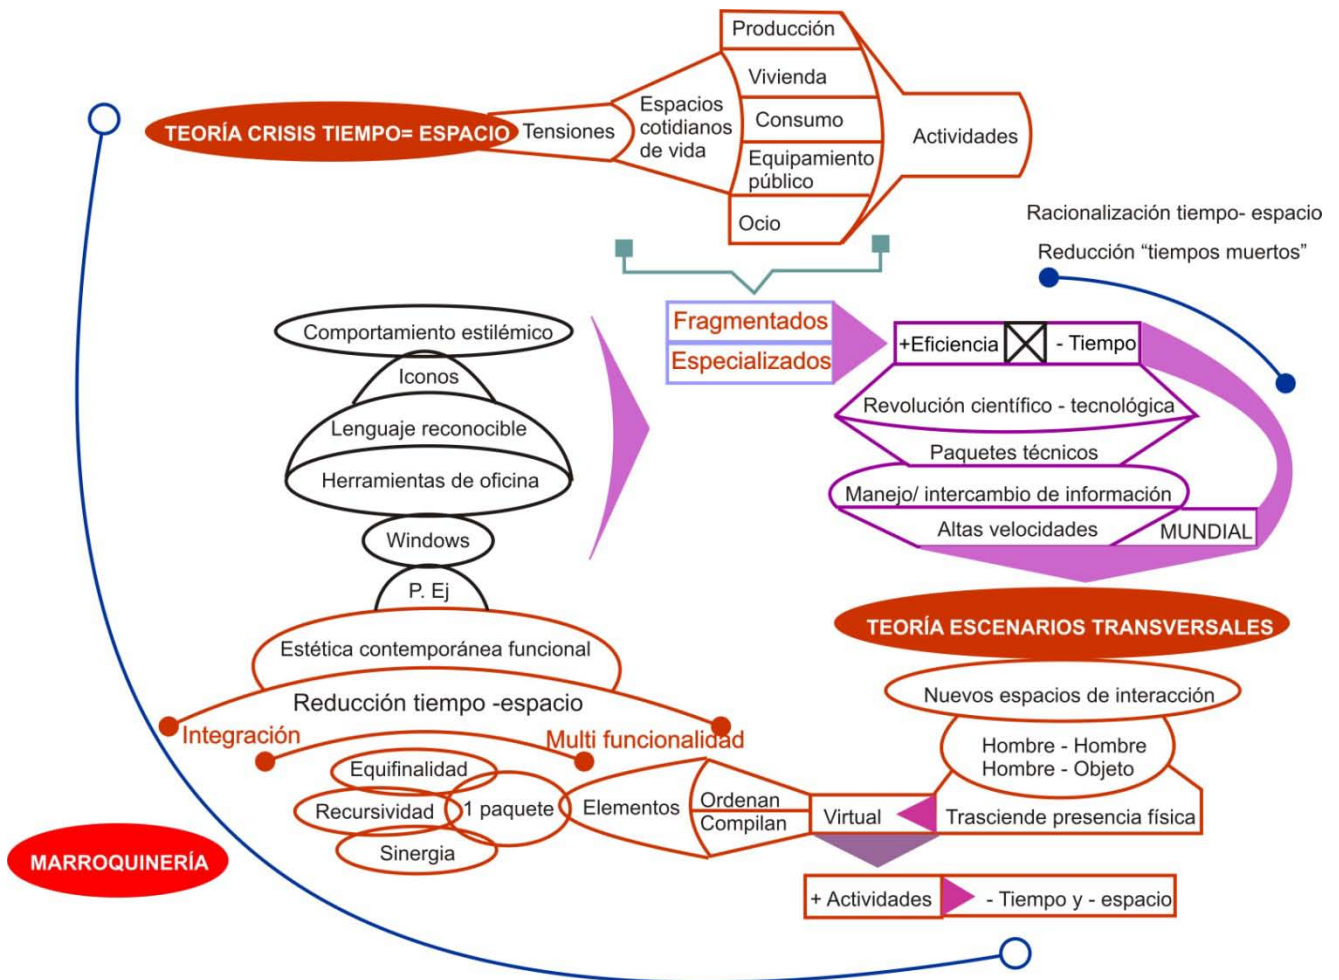 TEORÍA CRISIS TIEMPO= ESPACIO
Tensiones
Espacios
cotidianos
de vida
Producción
Vivienda
Consumo
Equipamiento
público
Ocio
Actividades
Racionalización tiempo- espacio
Reducción “tiempos muertos”
Fragmentados
Especializados
+Eficiencia
- Tiempo
Revolución científico - tecnológica
Paquetes técnicos
Manejo/ intercambio de información
Altas velocidades
MUNDIAL
Comportamiento estilémico
Iconos
Lenguaje reconocible
Herramientas de oficina
Windows
P. Ej
Estética contemporánea funcional
Reducción tiempo -espacio
Integración
Multi funcionalidad
Equifinalidad
Recursividad
Sinergia
1 paquete
Elementos
Ordenan
Compilan
Virtual
TEORÍA ESCENARIOS TRANSVERSALES
Nuevos espacios de interacción
Hombre - Hombre
Hombre - Objeto
Trasciende presencia física
+ Actividades
- Tiempo y - espacio
MARROQUINERÍA